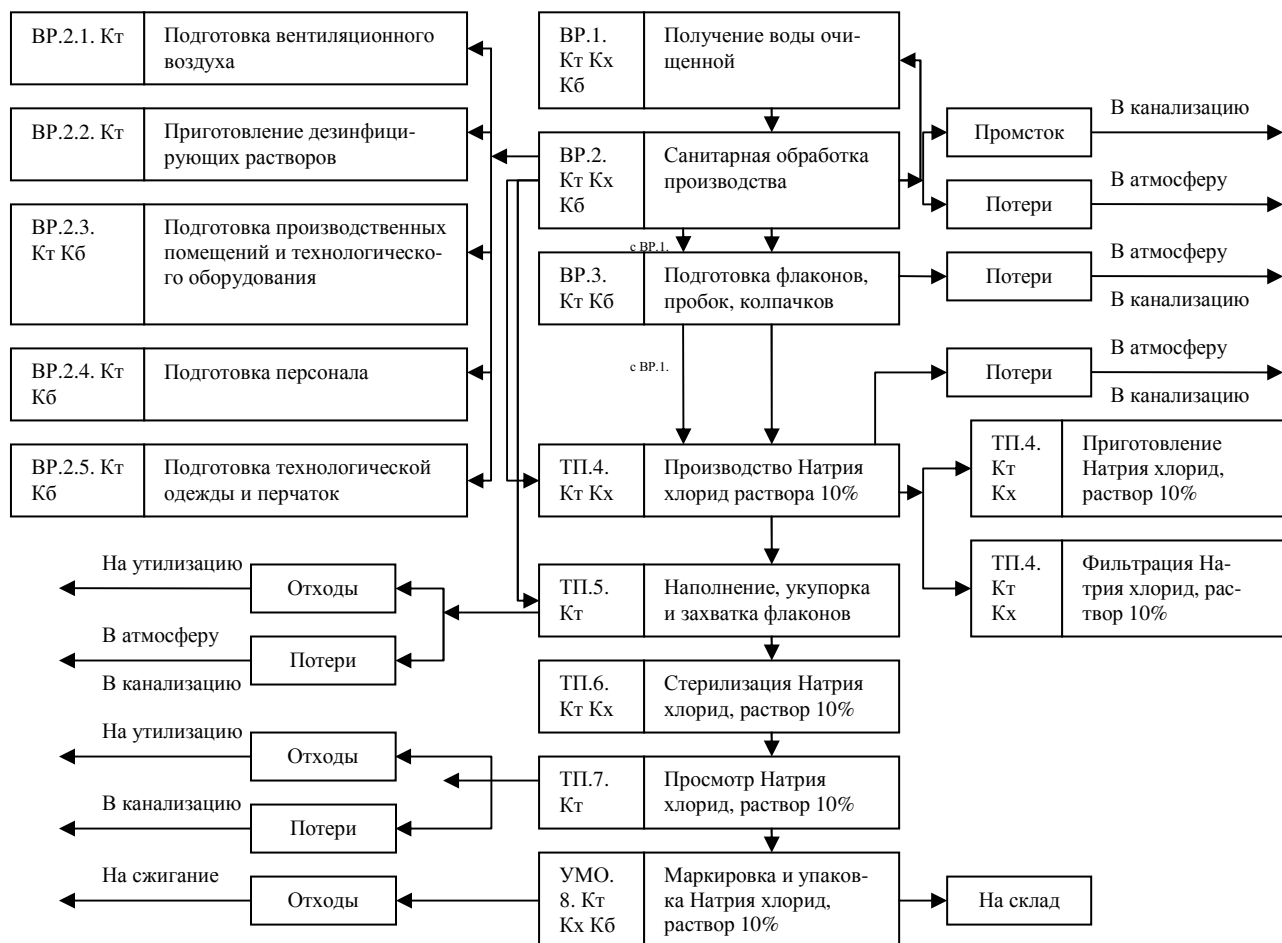 ВР.2.1. Кт
Подготовка вентиляционного
воздуха
ВР.2.2. Кт
Приготовление дезинфици-
рующих растворов
ВР.2.3.
Кт Кб
Подготовка производственных
помещений и технологическо-
го оборудования
ВР.2.4. Кт
Кб
Подготовка персонала
ВР.2.5. Кт
Кб
Подготовка технологической
одежды и перчаток
ВР.1.
Кт Кх
Кб
Получение воды очи-
щенной
ВР.2.
Кт Кх
Кб
Санитарная обработка
производства
Промсток
В канализацию
Потери
В атмосферу
с ВР.1.
ВР.3.
Кт Кб
Подготовка флаконов,
пробок, колпачков
Потери
В атмосферу
В канализацию
с ВР.1.
Потери
В атмосферу
В канализацию
ТП.4.
Кт Кх
Производство Натрия
хлорид раствора 10%
ТП.4.
Кт
Кх
Приготовление
Натрия хлорид,
раствор 10%
ТП.4.
Кт
Кх
Фильтрация На-
трия хлорид, рас-
твор 10%
ТП.5.
Кт
Наполнение, укупорка
и захватка флаконов
На утилизацию
Отходы
В атмосферу
Потери
В канализацию
ТП.6.
Кт Кх
Стерилизация Натрия
хлорид, раствор 10%
ТП.7.
Кт
Просмотр Натрия
хлорид, раствор 10%
На утилизацию
Отходы
В канализацию
Потери
УМО.
8. Кт
Кх Кб
Маркировка и упаков-
ка Натрия хлорид,
раствор 10%
На сжигание
Отходы
На склад